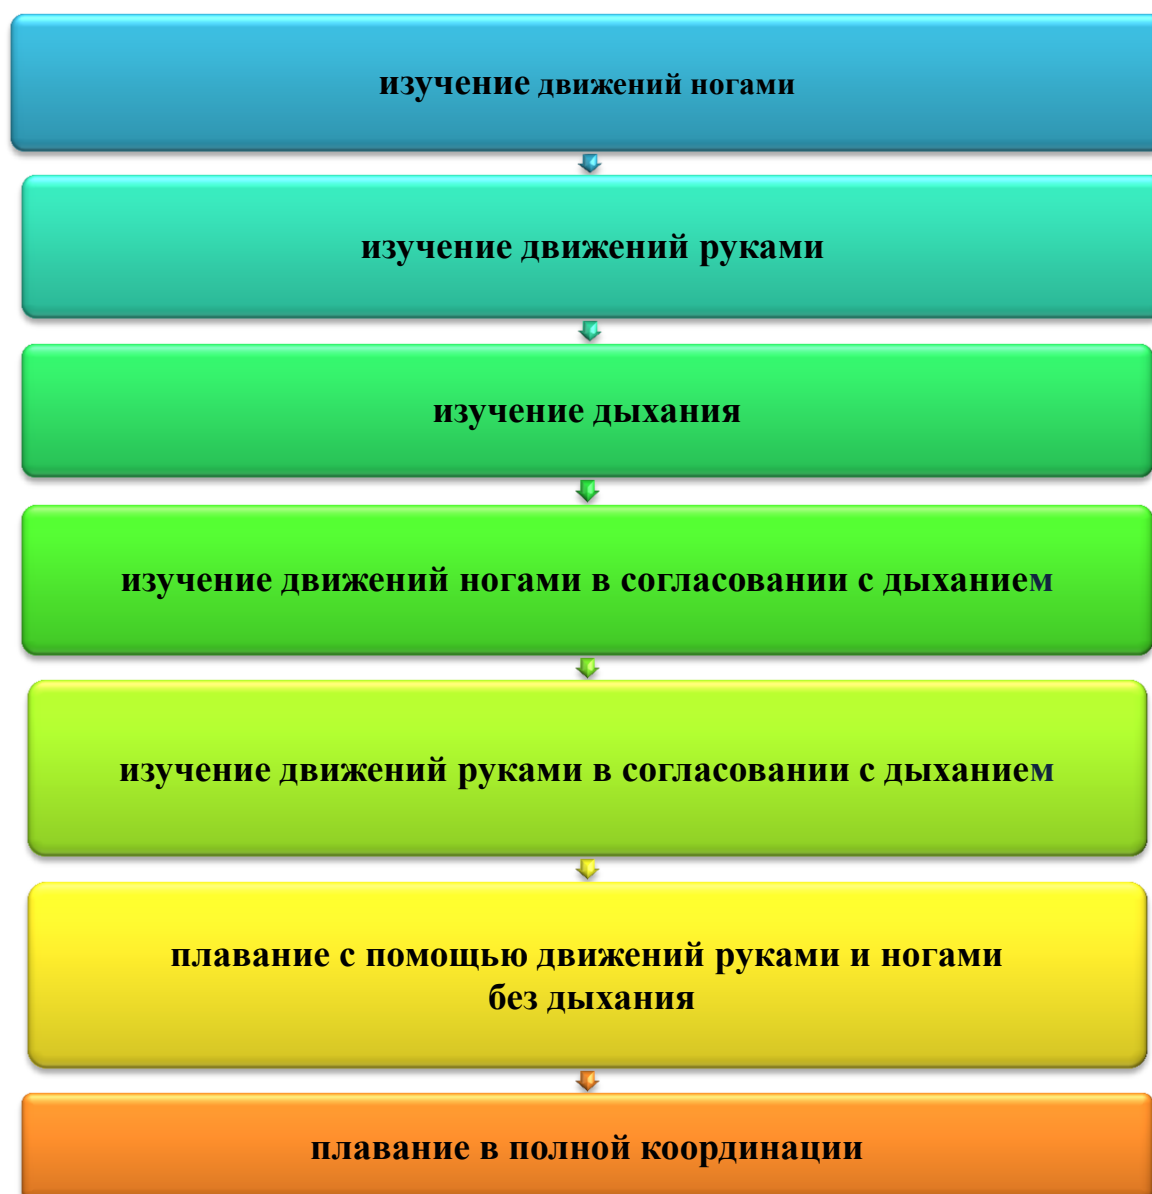 изучение движений ногами
изучение движений руками
изучение дыхания
изучение движений ногами в согласовании с дыханием
изучение движений руками в согласовании с дыханием
плавание с помощью движений руками и ногами
без дыхания
плавание в полной координации